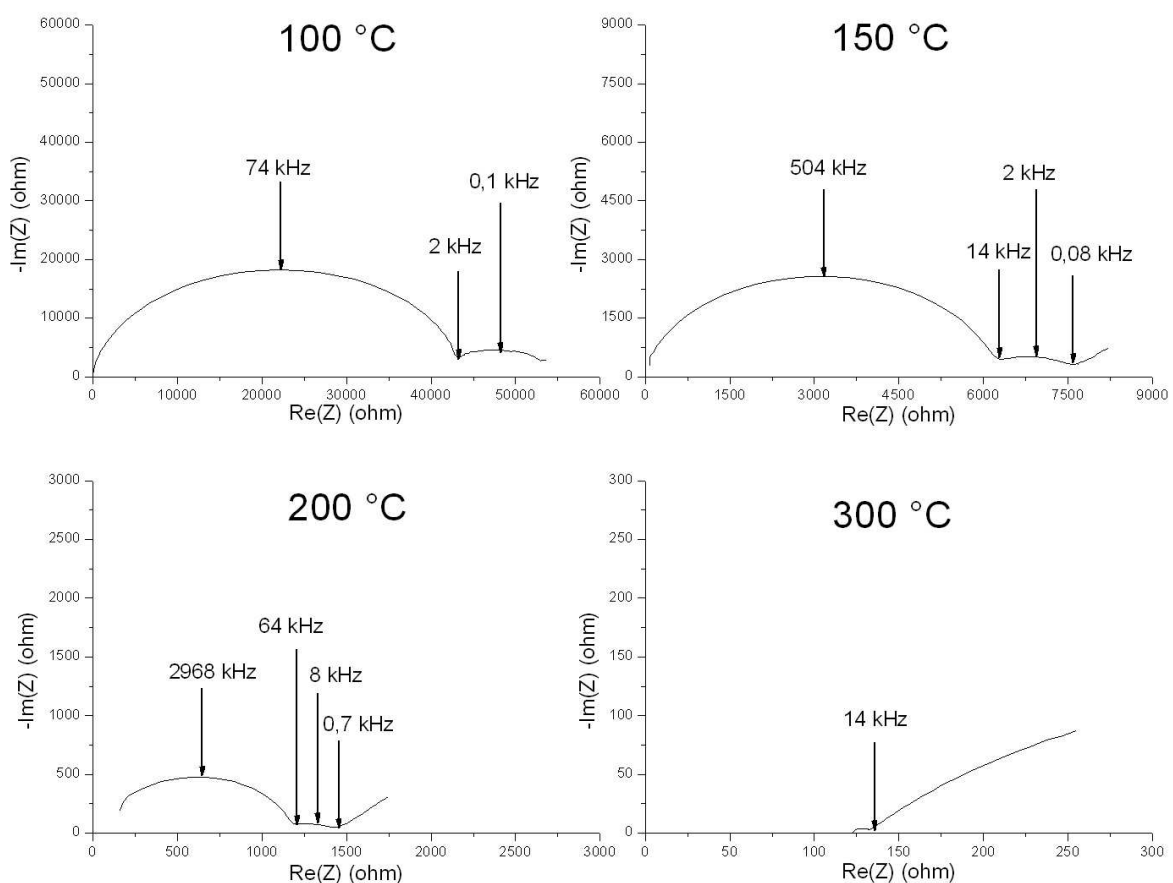 100 °C
60000
50000
40000
30000
20000
10000
0
-Im(Z) (ohm)
74 kHz
2 kHz
0,1 kHz
0 10000 20000 30000 40000 50000 60000
Re(Z) (ohm)
150 °C
9000
7500
6000
4500
3000
1500
0
-Im(Z) (ohm)
504 kHz
2 kHz
14 kHz
0,08 kHz
0 1500 3000 4500 6000 7500 9000
Re(Z) (ohm)
200 °C
3000
2500
2000
1500
1000
500
0
-Im(Z) (ohm)
64 kHz
2968 kHz
8 kHz
0,7 kHz
0 500 1000 1500 2000 2500 3000
Re(Z) (ohm)
300 °C
300
250
200
150
100
50
0
-Im(Z) (ohm)
14 kHz
0 50 100 150 200 250 300
Re(Z) (ohm)